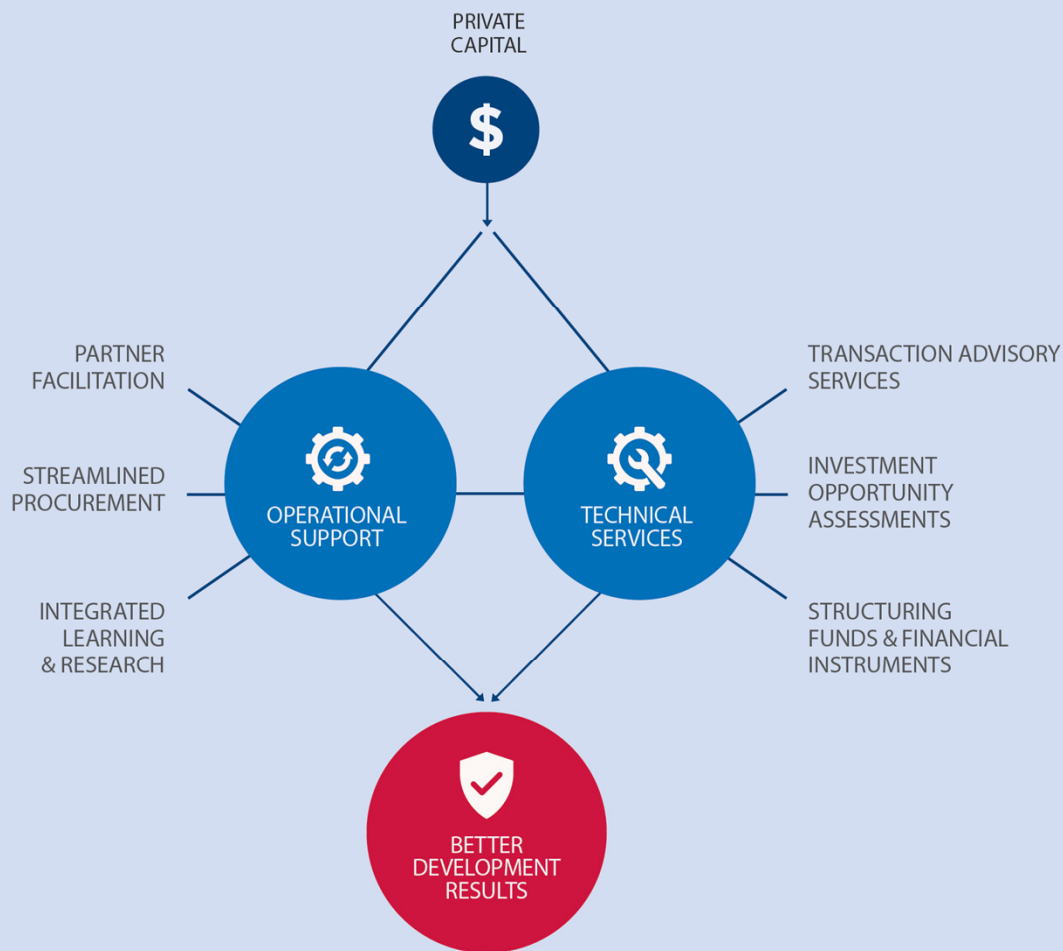 PRIVATE
CAPITAL
$
PARTNER
FACILITATION
STREAMLINED
PROCUREMENT
INTEGRATED
LEARNING
& RESEARCH
OPERATIONAL
SUPPORT
TECHNICAL
SERVICES
TRANSACTION ADVISORY
SERVICES
INVESTMENT
OPPORTUNITY
ASSESSMENTS
STRUCTURING
FUNDS & FINANCIAL
INSTRUMENTS
BETTER
DEVELOPMENT
RESULTS